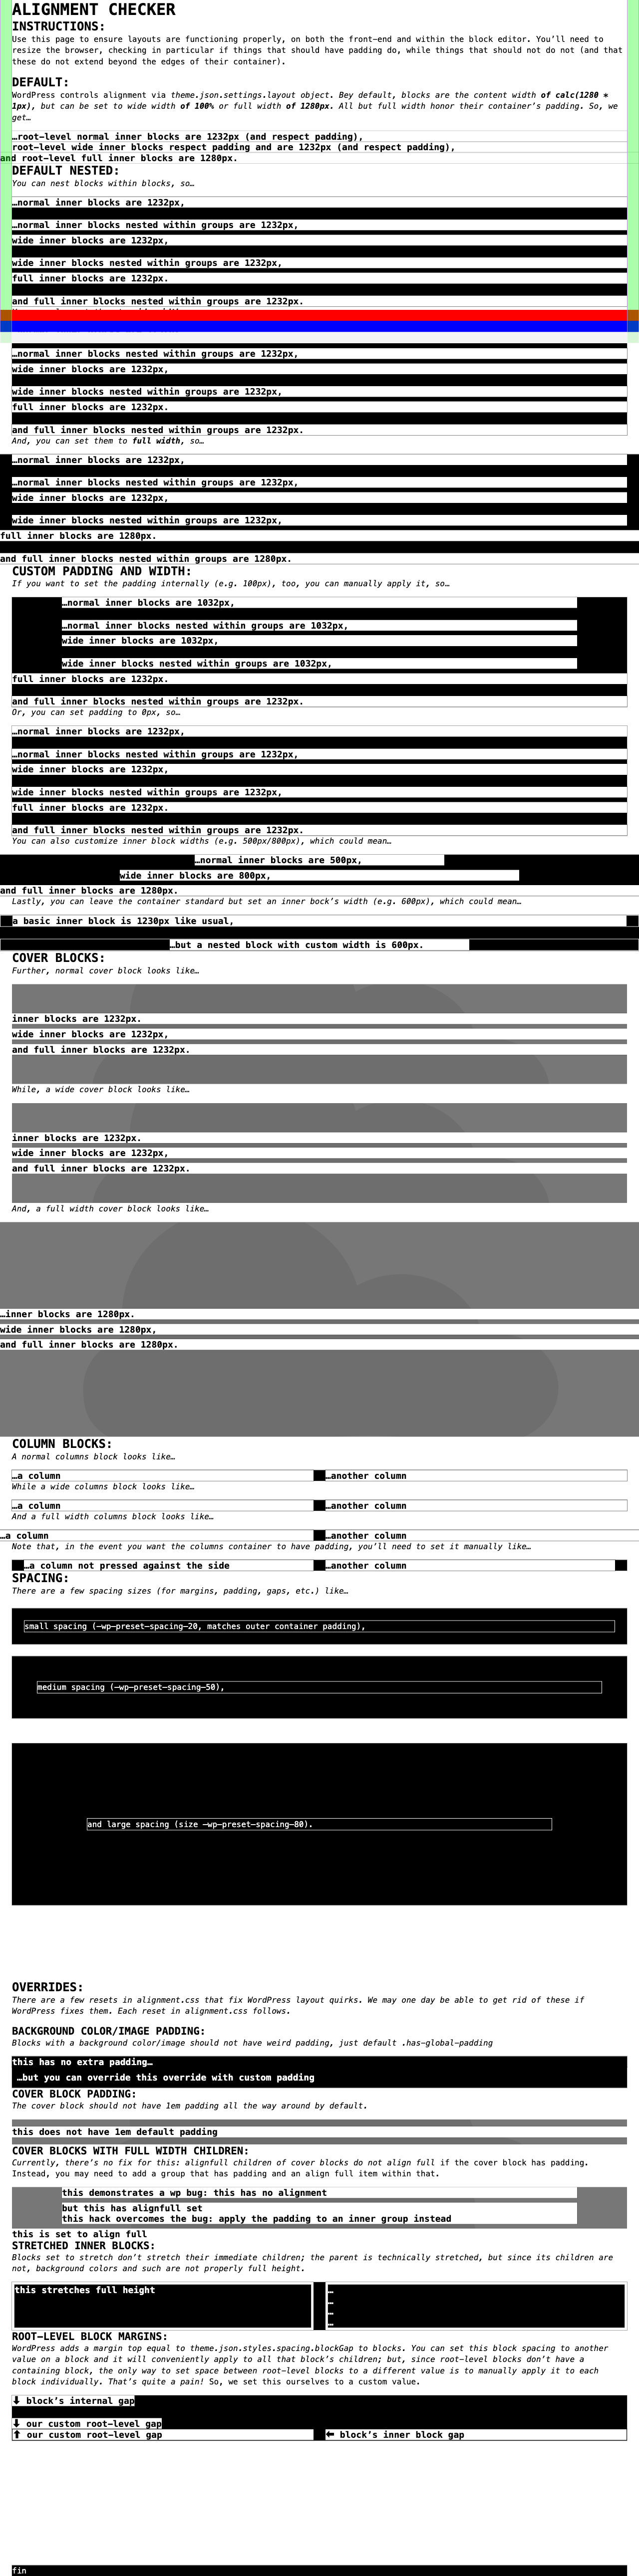 ALIGNMENT CHECKER
INSTRUCTIONS:
Use this page to ensure layouts are functioning properly, on both the front-end and within the block editor. You’ll need to
resize the browser, checking in particular if things that should have padding do, while things that should not do not (and that
these do not extend beyond the edges of their container).
DEFAULT:
WordPress controls alignment via theme.json.settings.layout object. Bey default, blocks are the content width of calc(1280 *
1px), but can be set to wide width of 100% or full width of 1280px. All but full width honor their container’s padding. So, we
get…
…root-level normal inner blocks are 1232px (and respect padding),
root-level wide inner blocks respect padding and are 1232px (and respect padding),
and root-level full inner blocks are 1280px.
DEFAULT NESTED:
You can nest blocks within blocks, so…
…normal inner blocks are 1232px,
…normal inner blocks nested within groups are 1232px,
wide inner blocks are 1232px,
wide inner blocks nested within groups are 1232px,
full inner blocks are 1232px.
and full inner blocks nested within groups are 1232px.
…normal inner blocks nested within groups are 1232px,
wide inner blocks are 1232px,
wide inner blocks nested within groups are 1232px,
full inner blocks are 1232px.
and full inner blocks nested within groups are 1232px.
And, you can set them to full width, so…
…normal inner blocks are 1232px,
…normal inner blocks nested within groups are 1232px,
wide inner blocks are 1232px,
wide inner blocks nested within groups are 1232px,
full inner blocks are 1280px.
and full inner blocks nested within groups are 1280px.
CUSTOM PADDING AND WIDTH:
If you want to set the padding internally (e.g. 100px), too, you can manually apply it, so…
…normal inner blocks are 1032px,
…normal inner blocks nested within groups are 1032px,
wide inner blocks are 1032px,
wide inner blocks nested within groups are 1032px,
full inner blocks are 1232px.
and full inner blocks nested within groups are 1232px.
Or, you can set padding to 0px, so…
…normal inner blocks are 1232px,
…normal inner blocks nested within groups are 1232px,
wide inner blocks are 1232px,
wide inner blocks nested within groups are 1232px,
full inner blocks are 1232px.
and full inner blocks nested within groups are 1232px.
You can also customize inner block widths (e.g. 500px/800px), which could mean…
…normal inner blocks are 500px,
wide inner blocks are 800px,
and full inner blocks are 1280px.
Lastly, you can leave the container standard but set an inner bock’s width (e.g. 600px), which could mean…
a basic inner block is 1230px like usual,
…but a nested block with custom width is 600px.
COVER BLOCKS:
Further, normal cover block looks like…
inner blocks are 1232px.
wide inner blocks are 1232px,
and full inner blocks are 1232px.
While, a wide cover block looks like…
inner blocks are 1232px.
wide inner blocks are 1232px,
and full inner blocks are 1232px.
And, a full width cover block looks like…
…inner blocks are 1280px.
wide inner blocks are 1280px,
and full inner blocks are 1280px.
COLUMN BLOCKS:
A normal columns block looks like…
…a column …another column
While a wide columns block looks like…
…a column …another column
And a full width columns block looks like…
…a column …another column
Note that, in the event you want the columns container to have padding, you’ll need to set it manually like…
…a column not pressed against the side …another column
SPACING:
There are a few spacing sizes (for margins, padding, gaps, etc.) like…
small spacing (–wp–preset–spacing–20, matches outer container padding),
medium spacing (–wp–preset–spacing–50),
and large spacing (size –wp–preset–spacing–80).
OVERRIDES:
There are a few resets in alignment.css that fix WordPress layout quirks. We may one day be able to get rid of these if
WordPress fixes them. Each reset in alignment.css follows.
BACKGROUND COLOR/IMAGE PADDING:
Blocks with a background color/image should not have weird padding, just default .has-global-padding
this has no extra padding…
…but you can override this override with custom padding
COVER BLOCK PADDING:
The cover block should not have 1em padding all the way around by default.
this does not have 1em default padding
COVER BLOCKS WITH FULL WIDTH CHILDREN:
Currently, there’s no fix for this: alignfull children of cover blocks do not align full if the cover block has padding.
Instead, you may need to add a group that has padding and an align full item within that.
this demonstrates a wp bug: this has no alignment
but this has alignfull set
this hack overcomes the bug: apply the padding to an inner group instead
this is set to align full
STRETCHED INNER BLOCKS:
Blocks set to stretch don’t stretch their immediate children; the parent is technically stretched, but since its children are
not, background colors and such are not properly full height.
this stretches full height …
…
…
…
ROOT-LEVEL BLOCK MARGINS:
WordPress adds a margin top equal to theme.json.styles.spacing.blockGap to blocks. You can set this block spacing to another
value on a block and it will conveniently apply to all that block’s children; but, since root-level blocks don’t have a
containing block, the only way to set space between root-level blocks to a different value is to manually apply it to each
block individually. That’s quite a pain! So, we set this ourselves to a custom value.
⬇ block’s internal gap
⬇ our custom root-level gap
⬆ our custom root-level gap ⬅ block’s inner block gap
fin